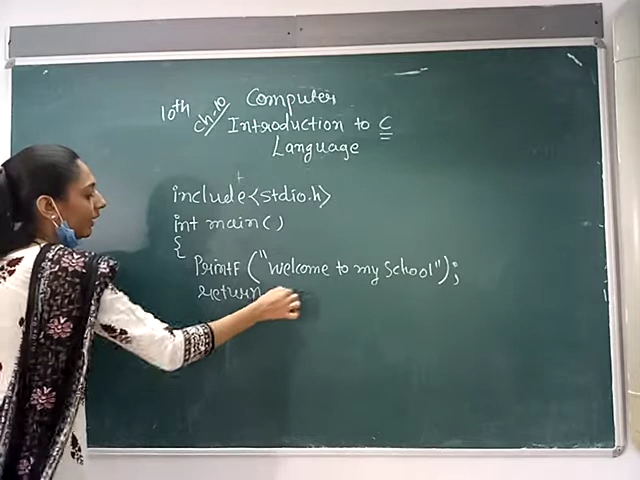 10th Computer
ch-10 Introduction to C
Language
include<stdio.h>
int main()
{
Printf ("Welcome to my School");
return